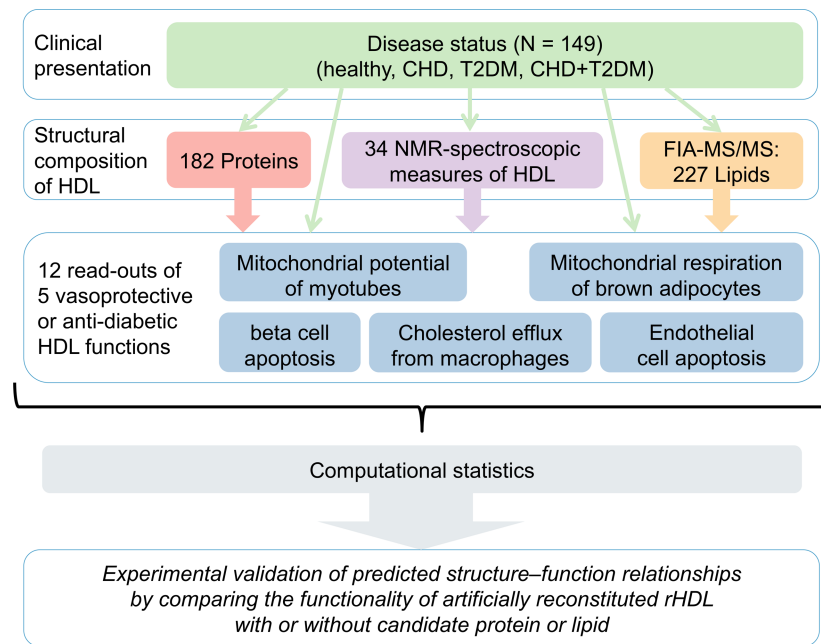 Clinical
presentation
Disease status (N = 149)
(healthy, CHD, T2DM, CHD+T2DM)
Structural
composition
of HDL
182 Proteins
34 NMR-spectroscopic
measures of HDL
FIA-MS/MS:
227 Lipids
12 read-outs of
5 vasoprotective
or anti-diabetic
HDL functions
Mitochondrial potential
of myotubes
Mitochondrial respiration
of brown adipocytes
beta cell
apoptosis
Cholesterol efflux
from macrophages
Endothelial
cell apoptosis
Computational statistics
Experimental validation of predicted structure–function relationships
by comparing the functionality of artificially reconstituted rHDL
with or without candidate protein or lipid